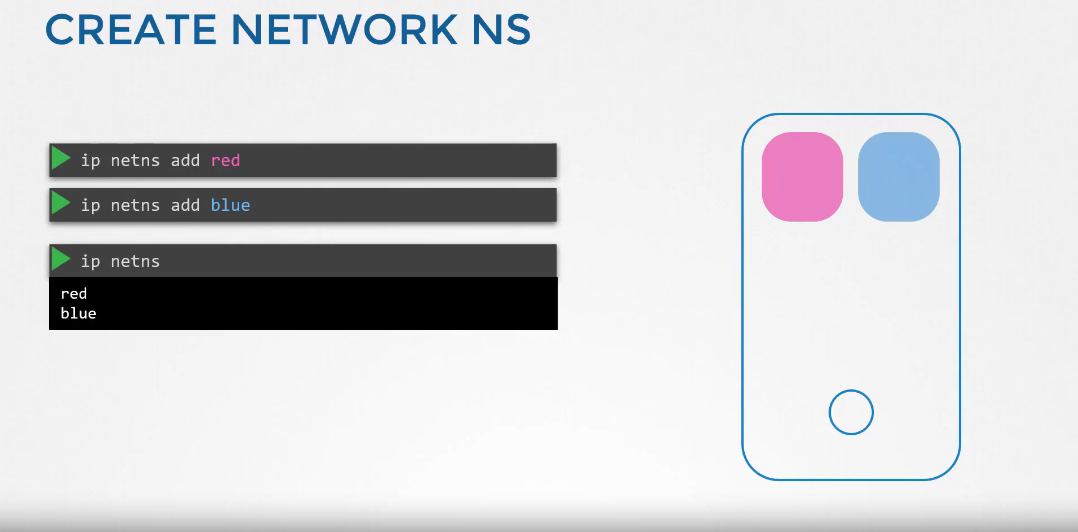 CREATE NETWORK NS
ip netns add red
ip netns add blue
ip netns
red
blue